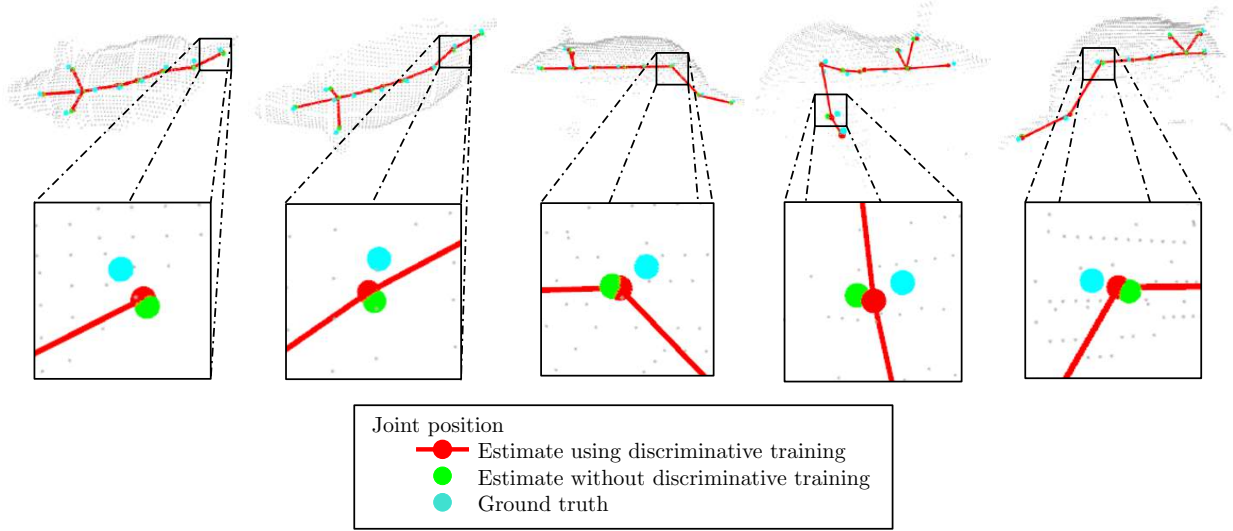 Joint position
Estimate using discriminative training
Estimate without discriminative training
Ground truth